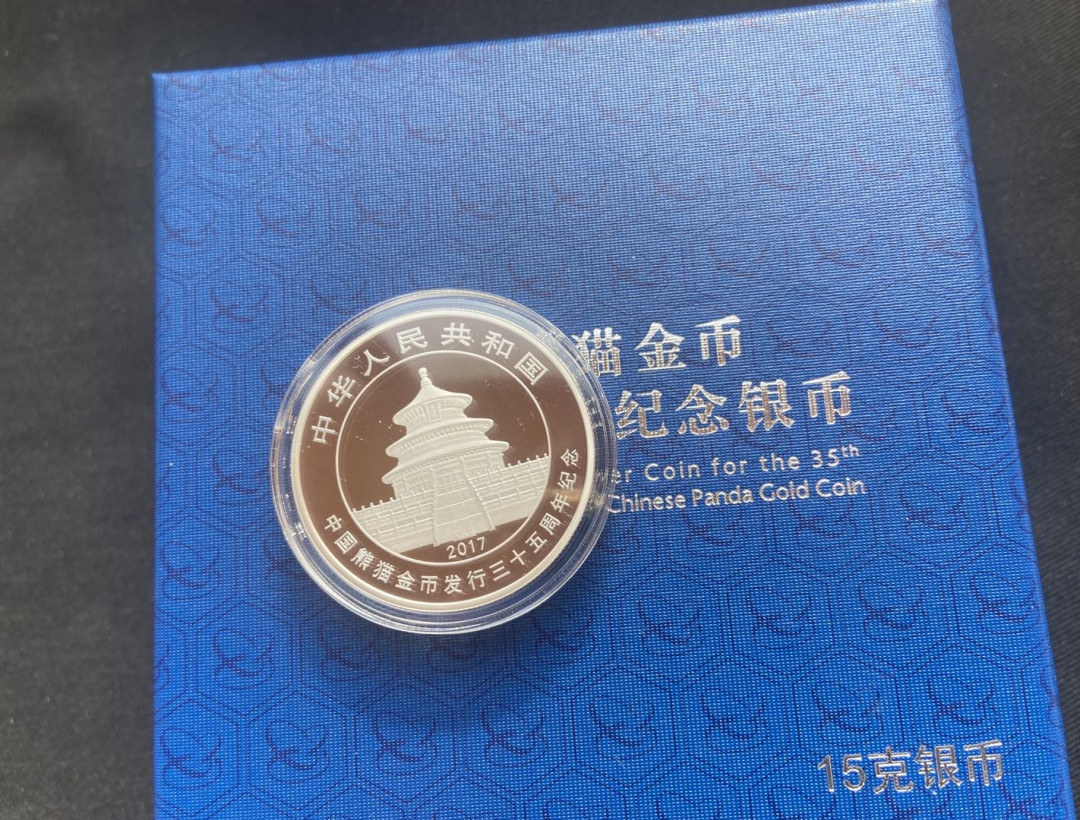 中华人民共和国
2017
中国熊猫金币发行三十五周年纪念
猫金币
纪念银币
er Coin for the 35th
Chinese Panda Gold Coin
15克银币